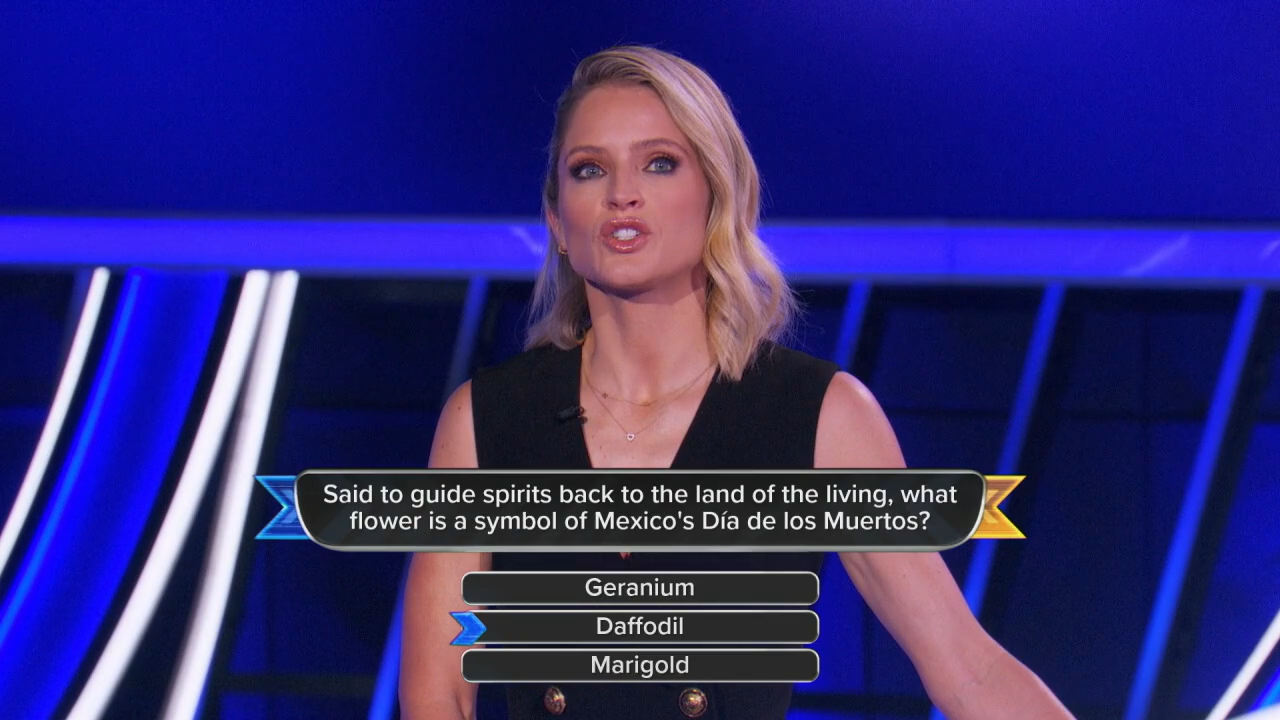 Said to guide spirits back to the land of the living, what
flower is a symbol of Mexico's Día de los Muertos?
Geranium
Daffodil
Marigold